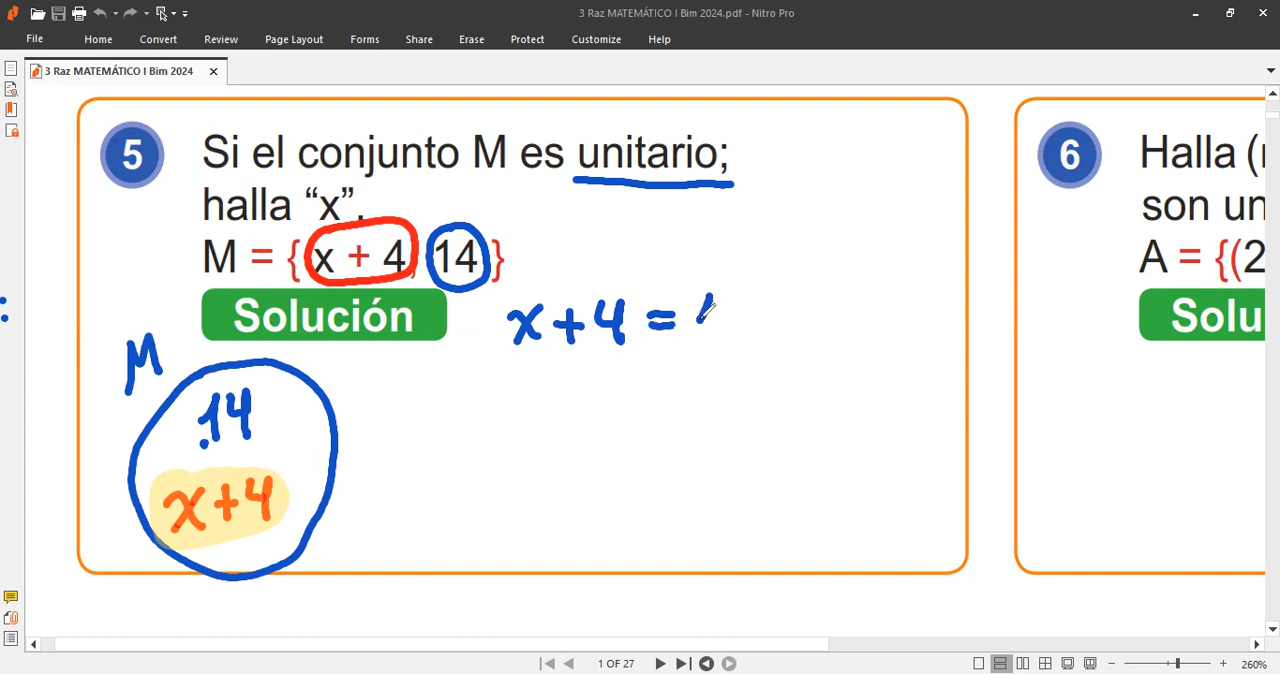 3 Raz MATEMÁTICO I Bim 2024.pdf - Nitro Pro
File Home Convert Review Page Layout Forms Share Erase Protect Customize Help
3 Raz MATEMÁTICO I Bim 2024
5
Si el conjunto M es unitario;
halla “x”.
M = { x + 4, 14 }
Solución
x + 4 =
M
14
x + 4
6
Halla (
son un
A = {(2
Solu
1 OF 27
260%